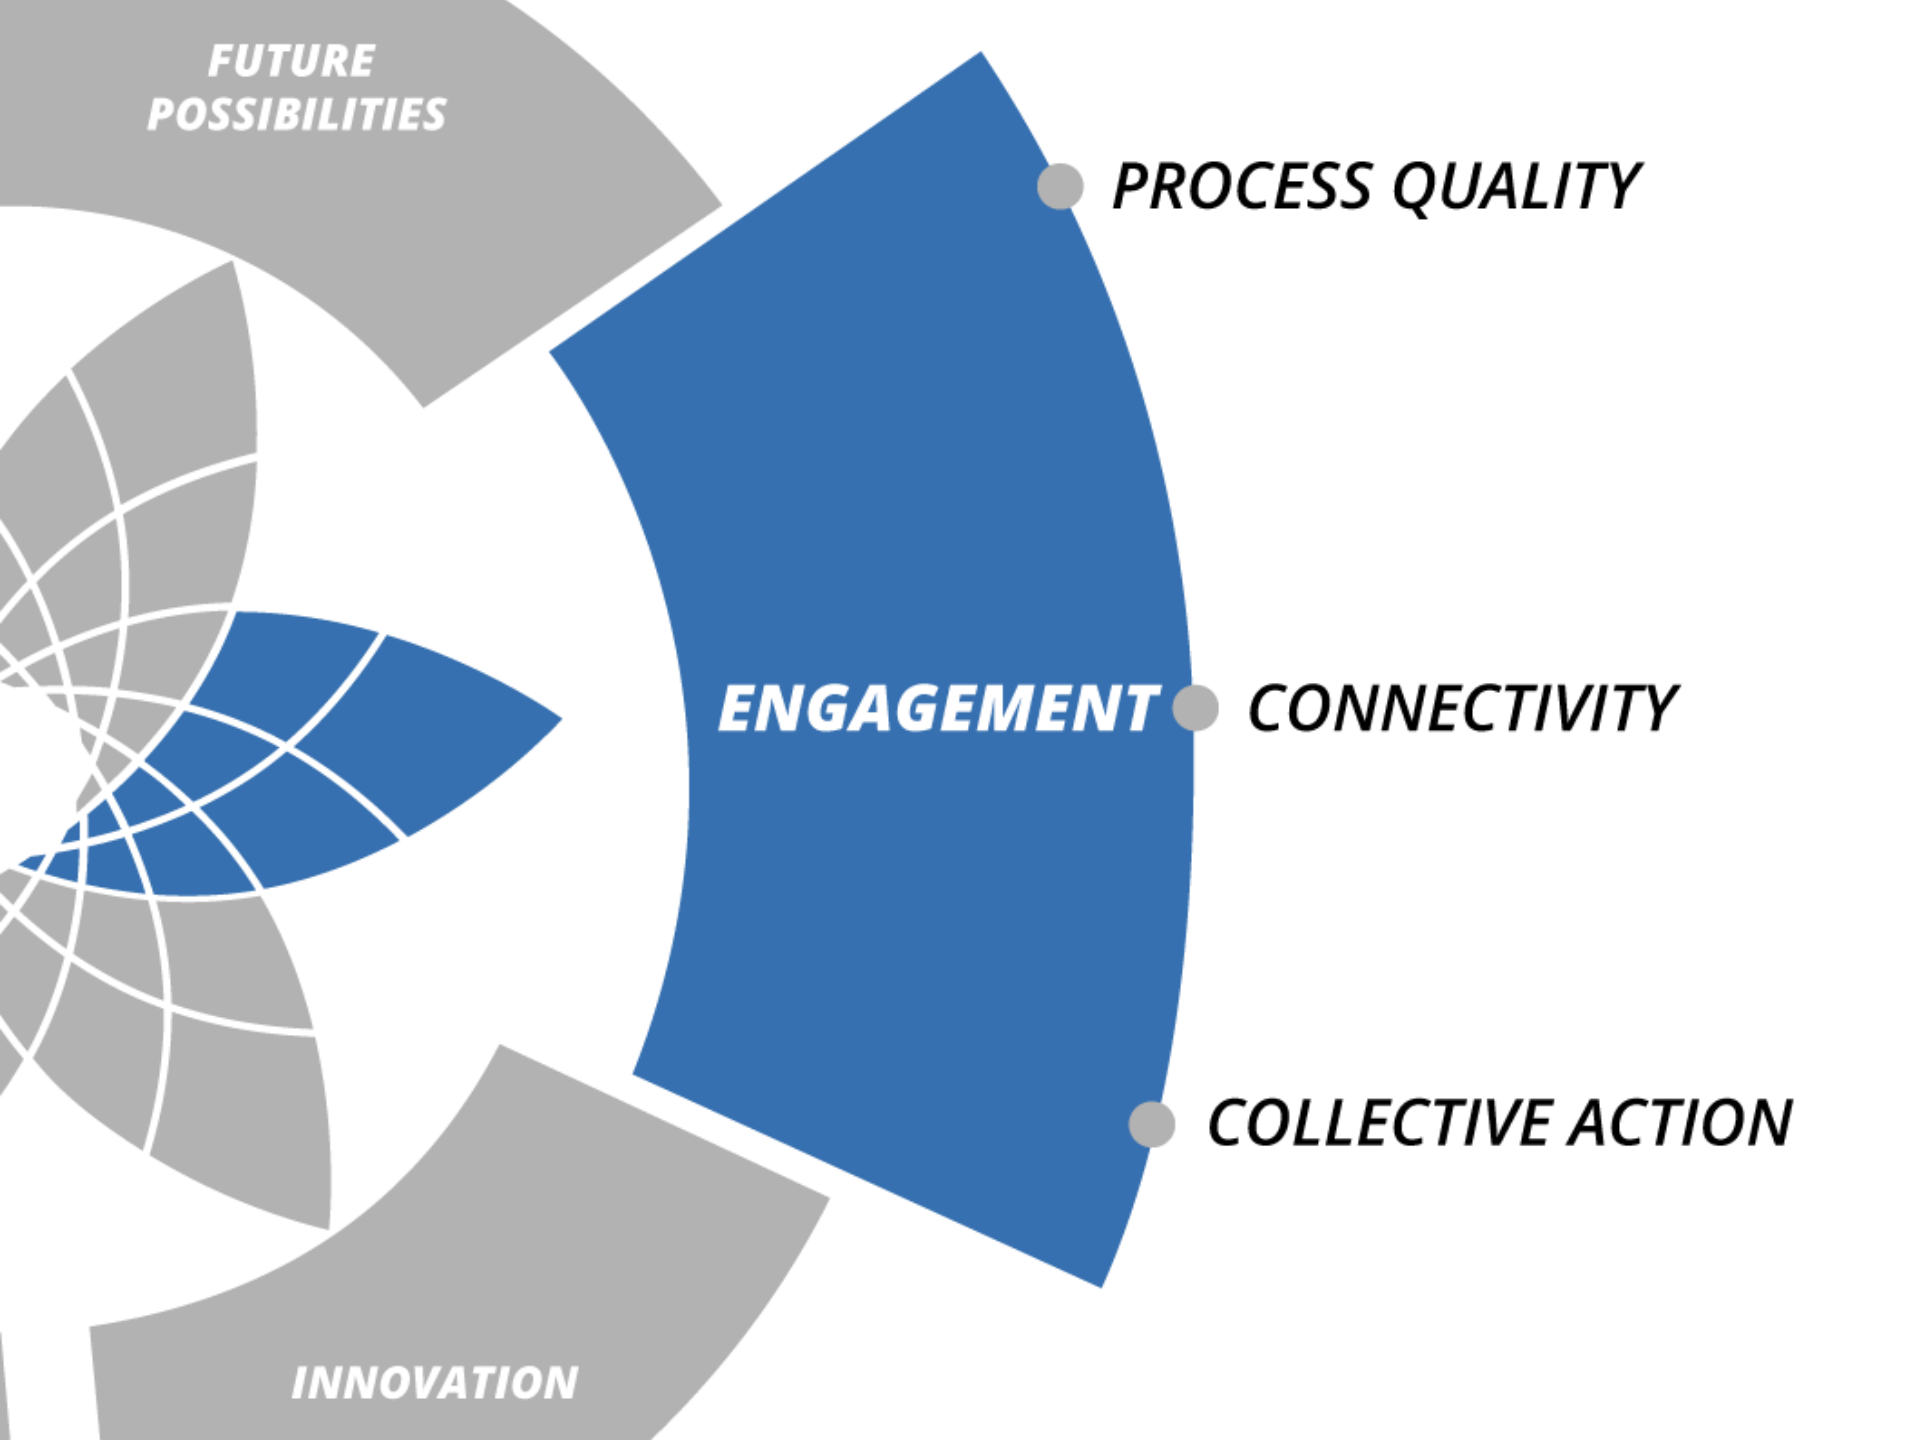 FUTURE
POSSIBILITIES
PROCESS QUALITY
ENGAGEMENT
CONNECTIVITY
COLLECTIVE ACTION
INNOVATION